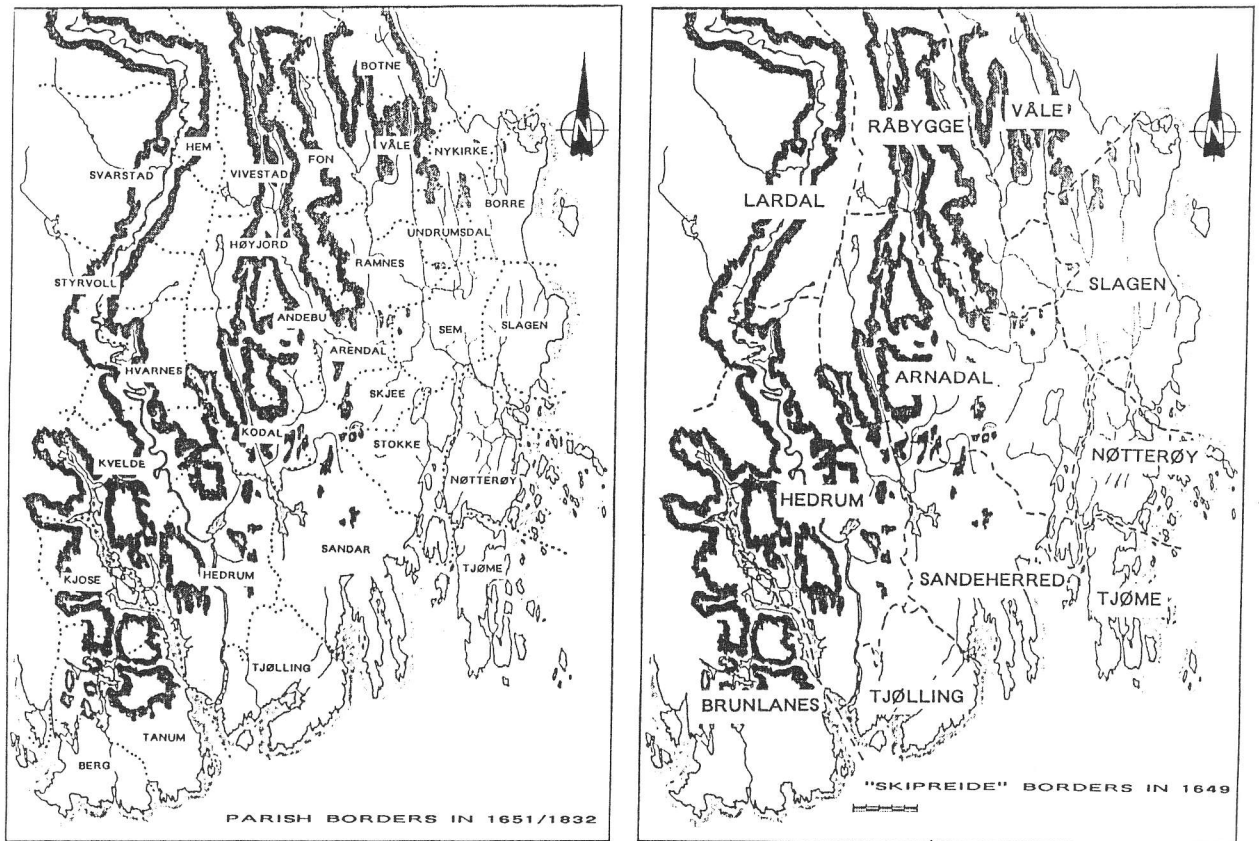 BOTNE
N
HEM
FON
VÅLE
NYKIRKE
SVARSTAD
VIVESTAD
BORRE
UNDRUMSDAL
HØYJORD
RAMNES
STYRVOLL
ANDEBU
SEM
SLAGEN
ARENDAL
HVARNES
SKJEE
KODAL
STOKKE
KVELDE
NØTTERØY
SANDAR
KJOSE
HEDRUM
TJØME
TJØLLING
TANUM
BERG
PARISH BORDERS IN 1651/1832
VÅLE
RÅBYGGE
N
LARDAL
SLAGEN
ARNADAL
NØTTERØY
HEDRUM
SANDEHERRED
TJØME
BRUNLANES
TJØLLING
"SKIPREIDE" BORDERS IN 1649